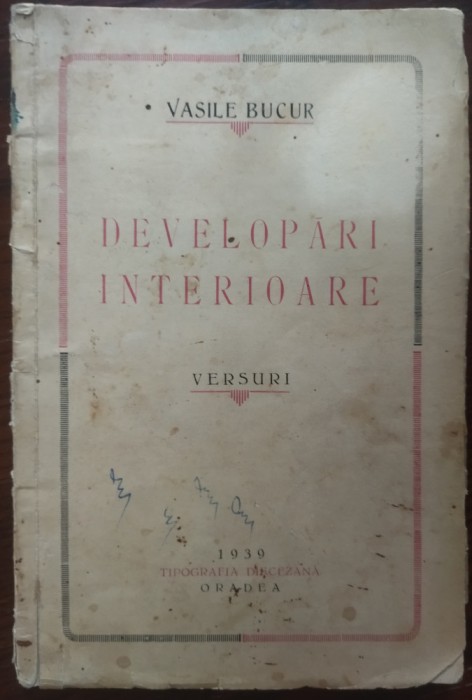 VASILE BUCUR
DEVELOPĂRI
INTERIOARE
VERSURI
1939
TIPOGRAFIA DIECEZANĂ
ORADEA